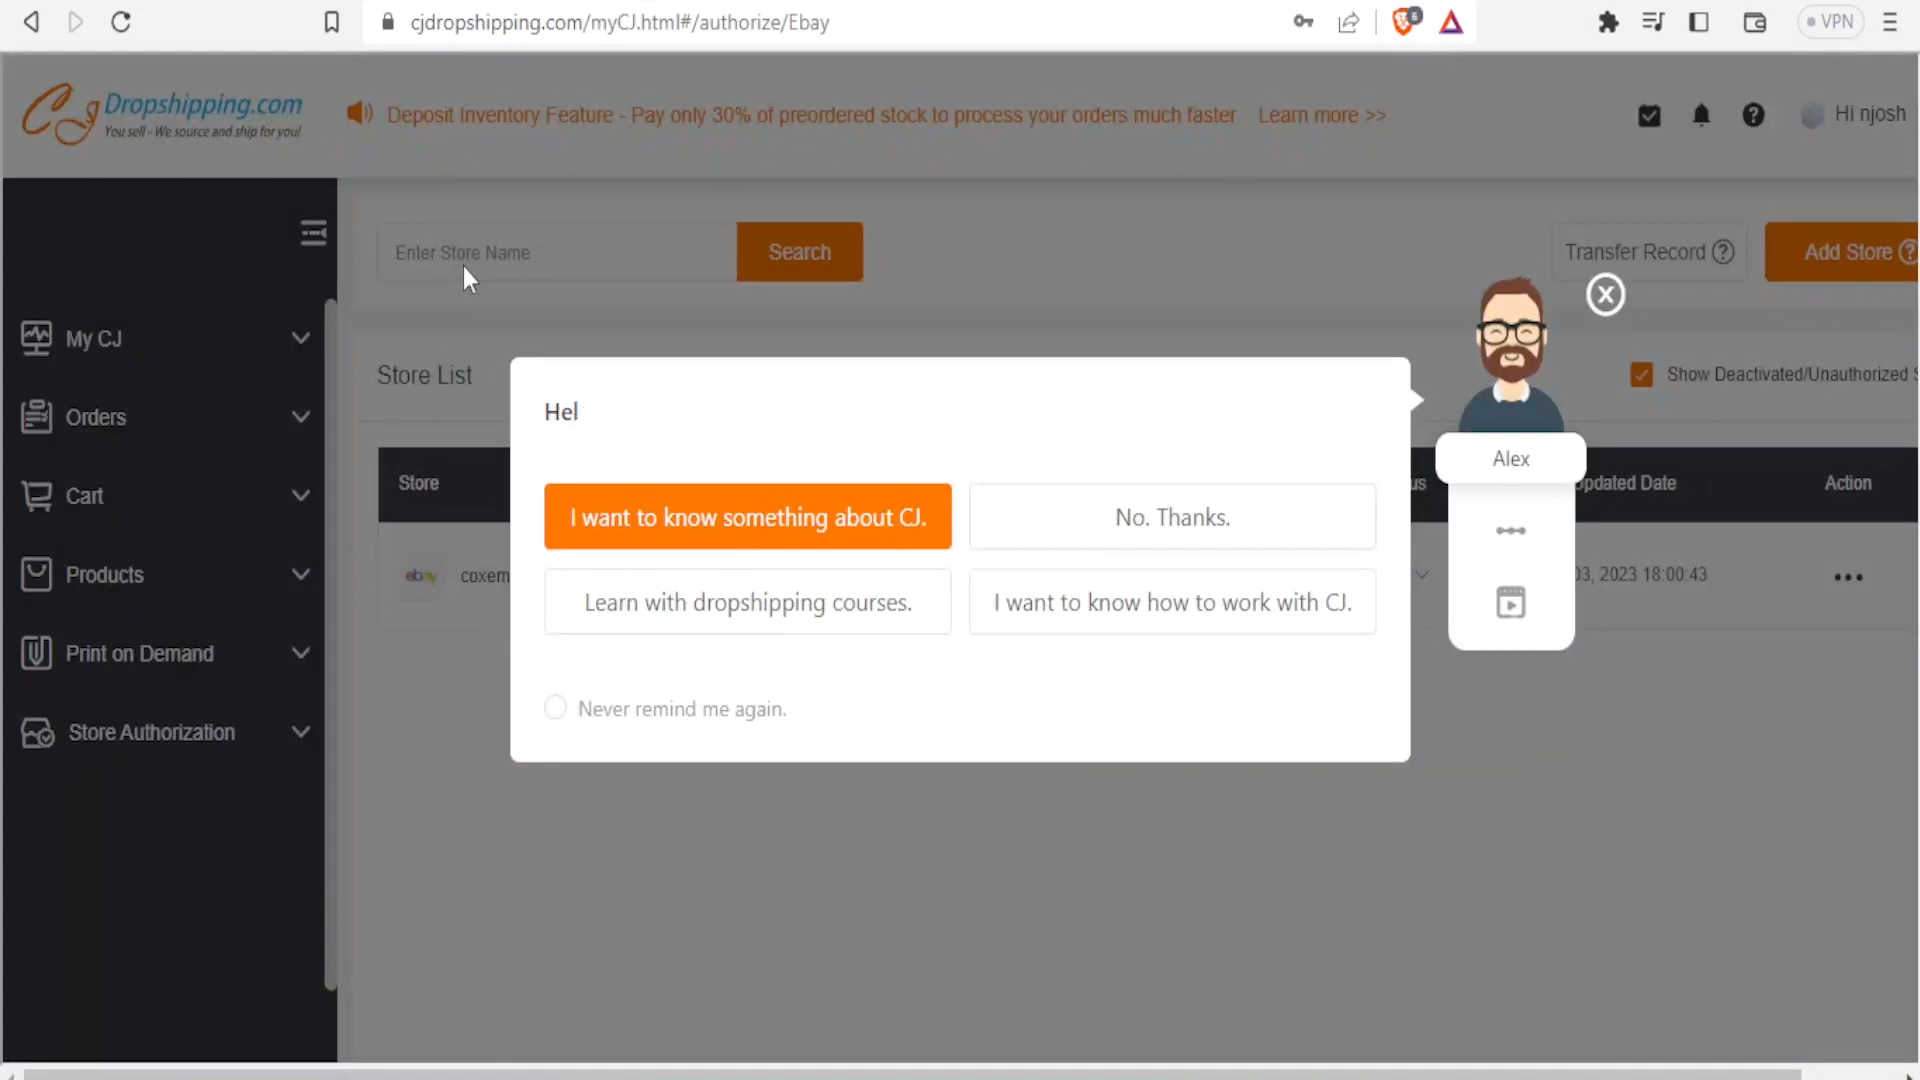 cjdropshipping.com/myCJ.html#/authorize/Ebay
6
VPN
CJ Dropshipping.com
You sell - We source and ship for you!
Deposit Inventory Feature - Pay only 30% of preordered stock to process your orders much faster Learn more >>
Hi njosh
Enter Store Name
Search
Transfer Record ?
Add Store ?
My CJ
Orders
Cart
Products
Print on Demand
Store Authorization
Store List
Show Deactivated/Unauthorized S
Store
us
Updated Date
Action
ebay
coxem
03, 2023 18:00:43
Hel
I want to know something about CJ.
No. Thanks.
Learn with dropshipping courses.
I want to know how to work with CJ.
Never remind me again.
Alex